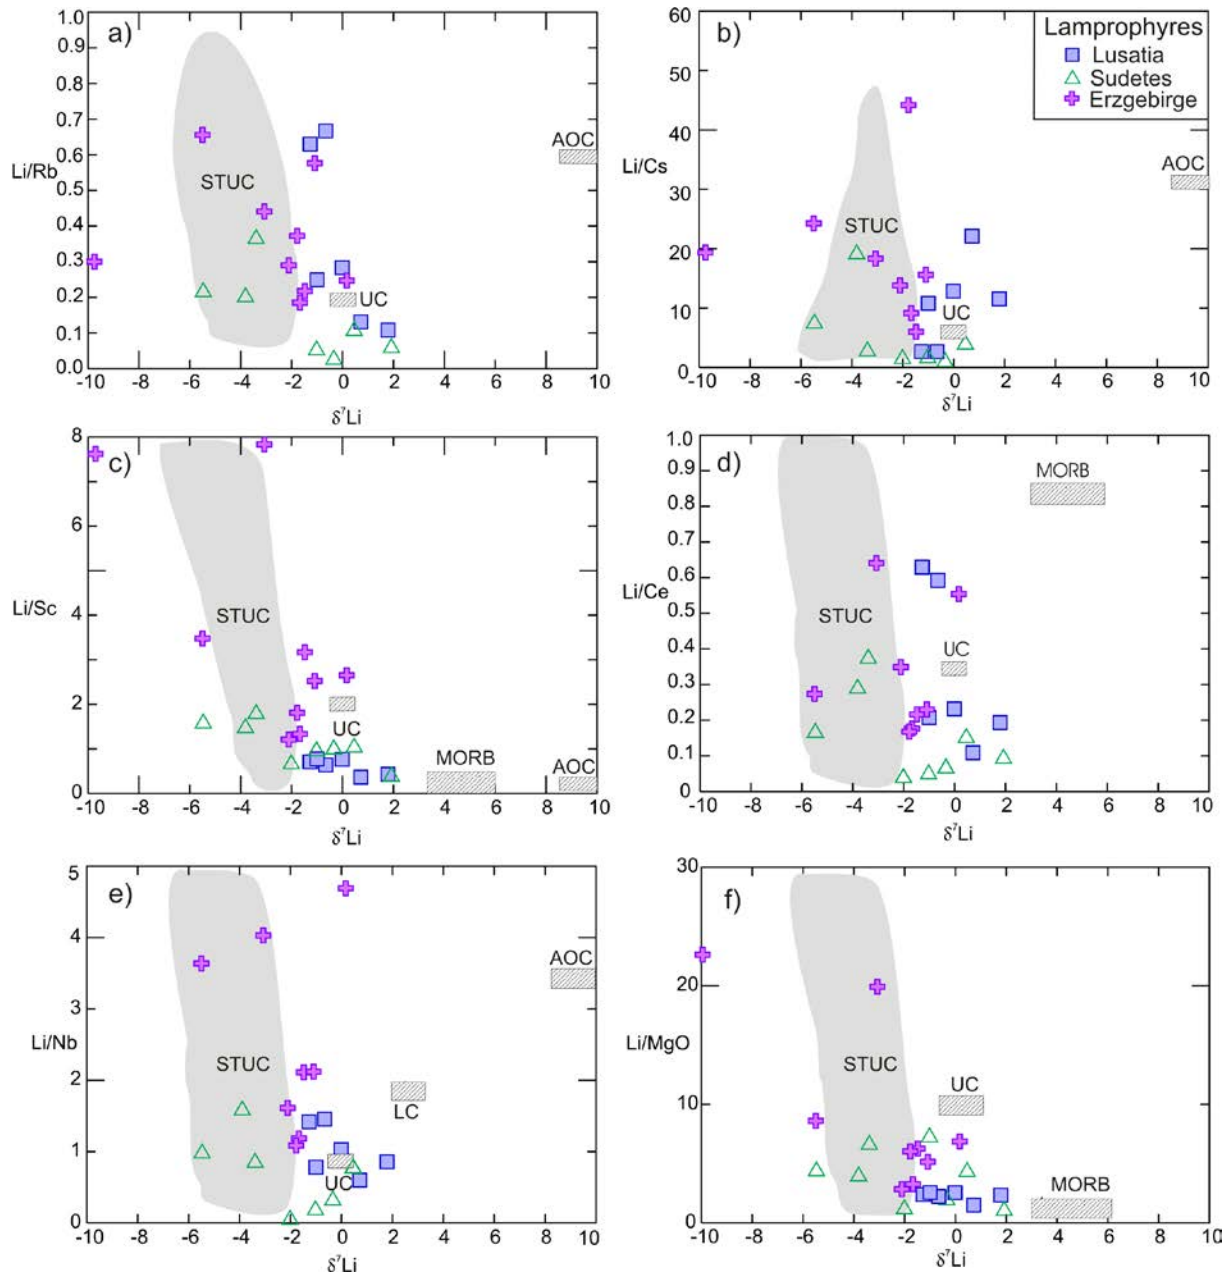 a)
1.0
0.9
0.8
0.7
0.6
0.5
0.4
0.3
0.2
0.1
0.0
Li/Rb
STUC
AOC
UC
-10 -8 -6 -4 -2 0 2 4 6 8 10
δ⁷Li
b)
Lamprophyres
Lusatia
Sudetes
Erzgebirge
60
50
40
30
20
10
0
Li/Cs
STUC
AOC
UC
-10 -8 -6 -4 -2 0 2 4 6 8 10
δ⁷Li
c)
8
6
4
2
0
Li/Sc
STUC
UC
MORB
AOC
-10 -8 -6 -4 -2 0 2 4 6 8 10
δ⁷Li
d)
1.0
0.9
0.8
0.7
0.6
0.5
0.4
0.3
0.2
0.1
0.0
Li/Ce
STUC
MORB
UC
-10 -8 -6 -4 -2 0 2 4 6 8 10
δ⁷Li
e)
5
4
3
2
1
0
Li/Nb
STUC
AOC
LC
UC
-10 -8 -6 -4 -2 0 2 4 6 8 10
δ⁷Li
f)
30
20
10
0
Li/MgO
STUC
UC
MORB
-10 -8 -6 -4 -2 0 2 4 6 8 10
δ⁷Li